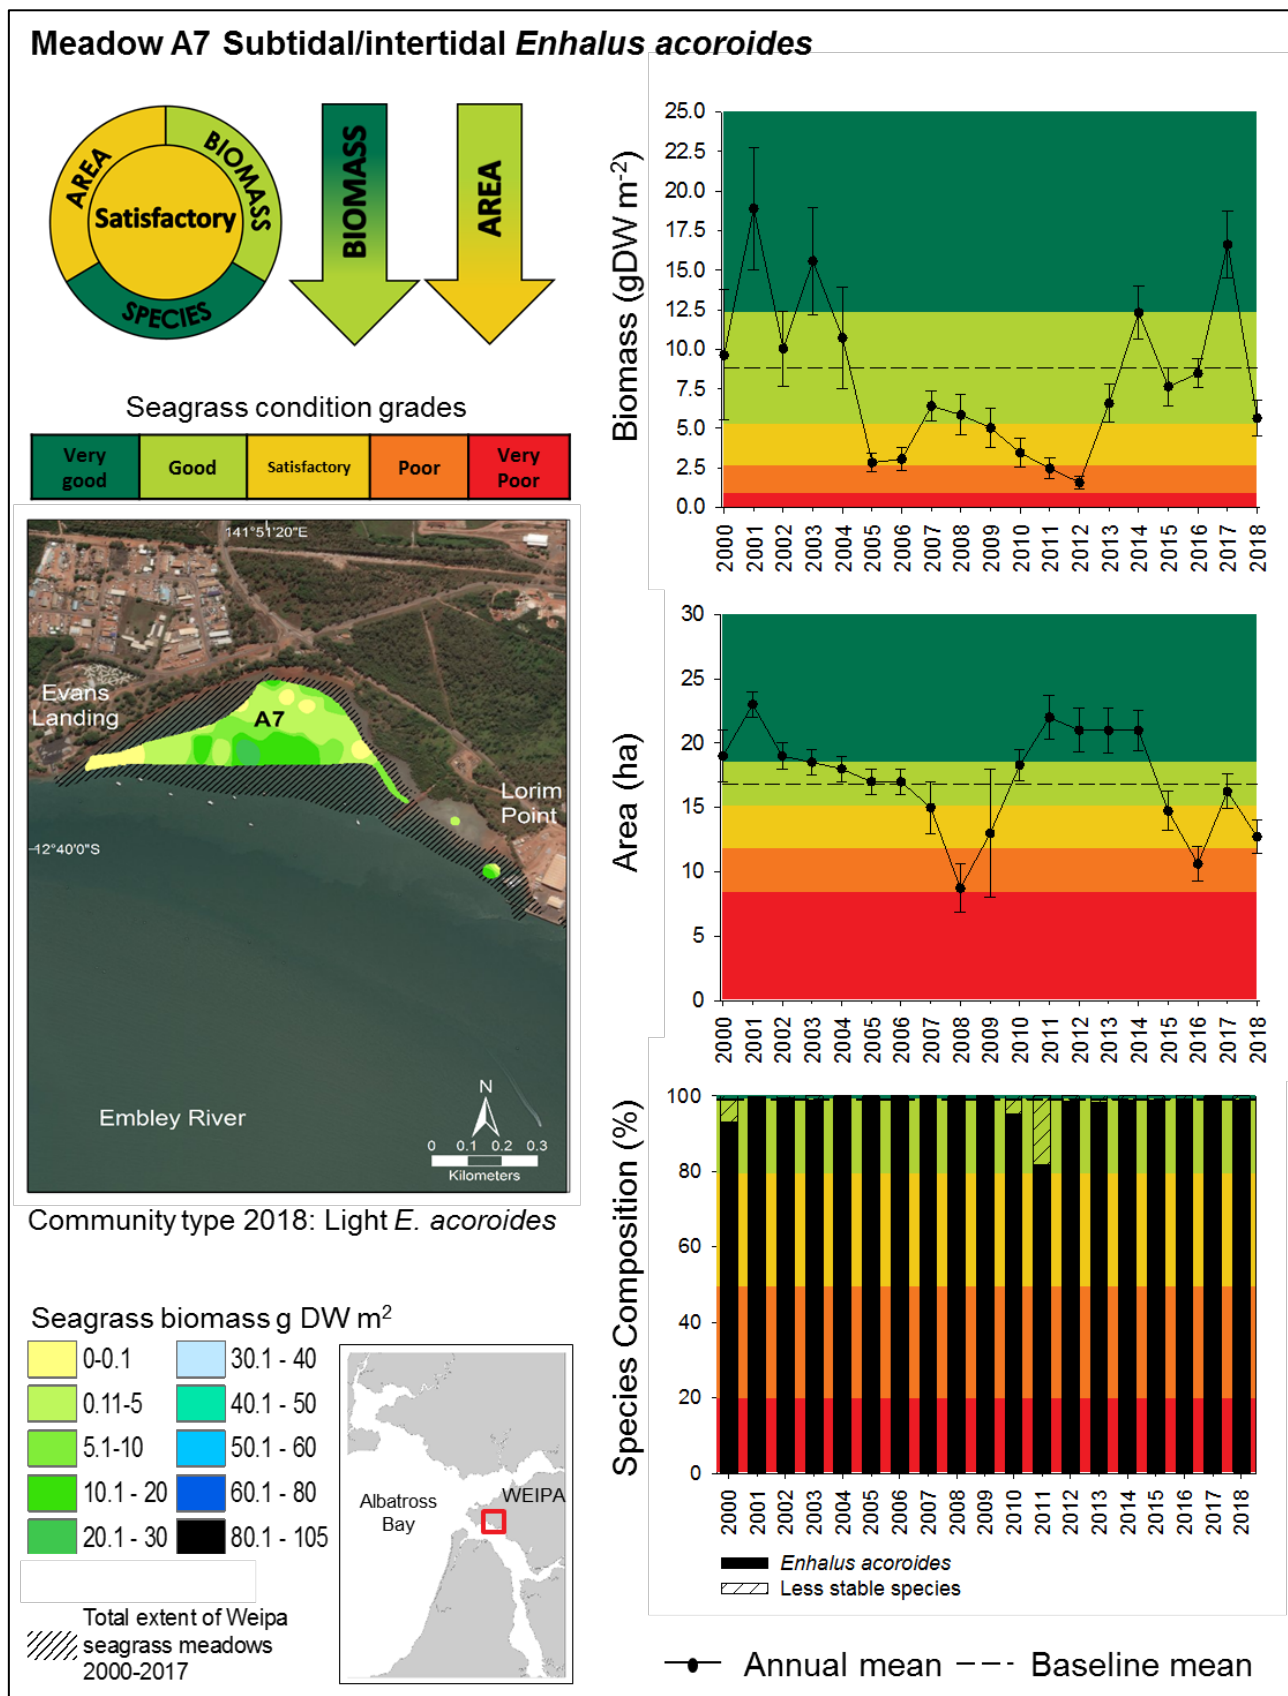 Meadow A7 Subtidal/intertidal Enhalus acoroides
AREA
BIOMASS
Satisfactory
SPECIES
BIOMASS
AREA
Seagrass condition grades
Very good
Good
Satisfactory
Poor
Very Poor
141°51'20"E
Evans
Landing
A7
Lorim
Point
12°40'0"S
Embley River
N
0 0.1 0.2 0.3
Kilometers
Community type 2018: Light E. acoroides
Seagrass biomass g DW m2
0-0.1
0.11-5
5.1-10
10.1 - 20
20.1 - 30
30.1 - 40
40.1 - 50
50.1 - 60
60.1 - 80
80.1 - 105
Total extent of Weipa
seagrass meadows
2000-2017
Albatross
Bay
WEIPA
Biomass (gDW m-2)
25.0
22.5
20.0
17.5
15.0
12.5
10.0
7.5
5.0
2.5
0.0
2000 2001 2002 2003 2004 2005 2006 2007 2008 2009 2010 2011 2012 2013 2014 2015 2016 2017 2018
Area (ha)
30
25
20
15
10
5
0
2000 2001 2002 2003 2004 2005 2006 2007 2008 2009 2010 2011 2012 2013 2014 2015 2016 2017 2018
Species Composition (%)
100
80
60
40
20
0
2000 2001 2002 2003 2004 2005 2006 2007 2008 2009 2010 2011 2012 2013 2014 2015 2016 2017 2018
Enhalus acoroides
Less stable species
Annual mean
Baseline mean